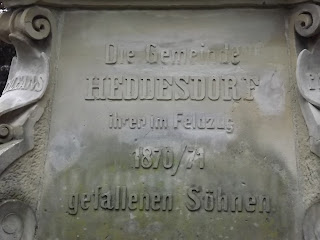 Die Gemeinde
HEDDESDORF
ihren im Feldzug
1870/71
gefallenen Söhnen.